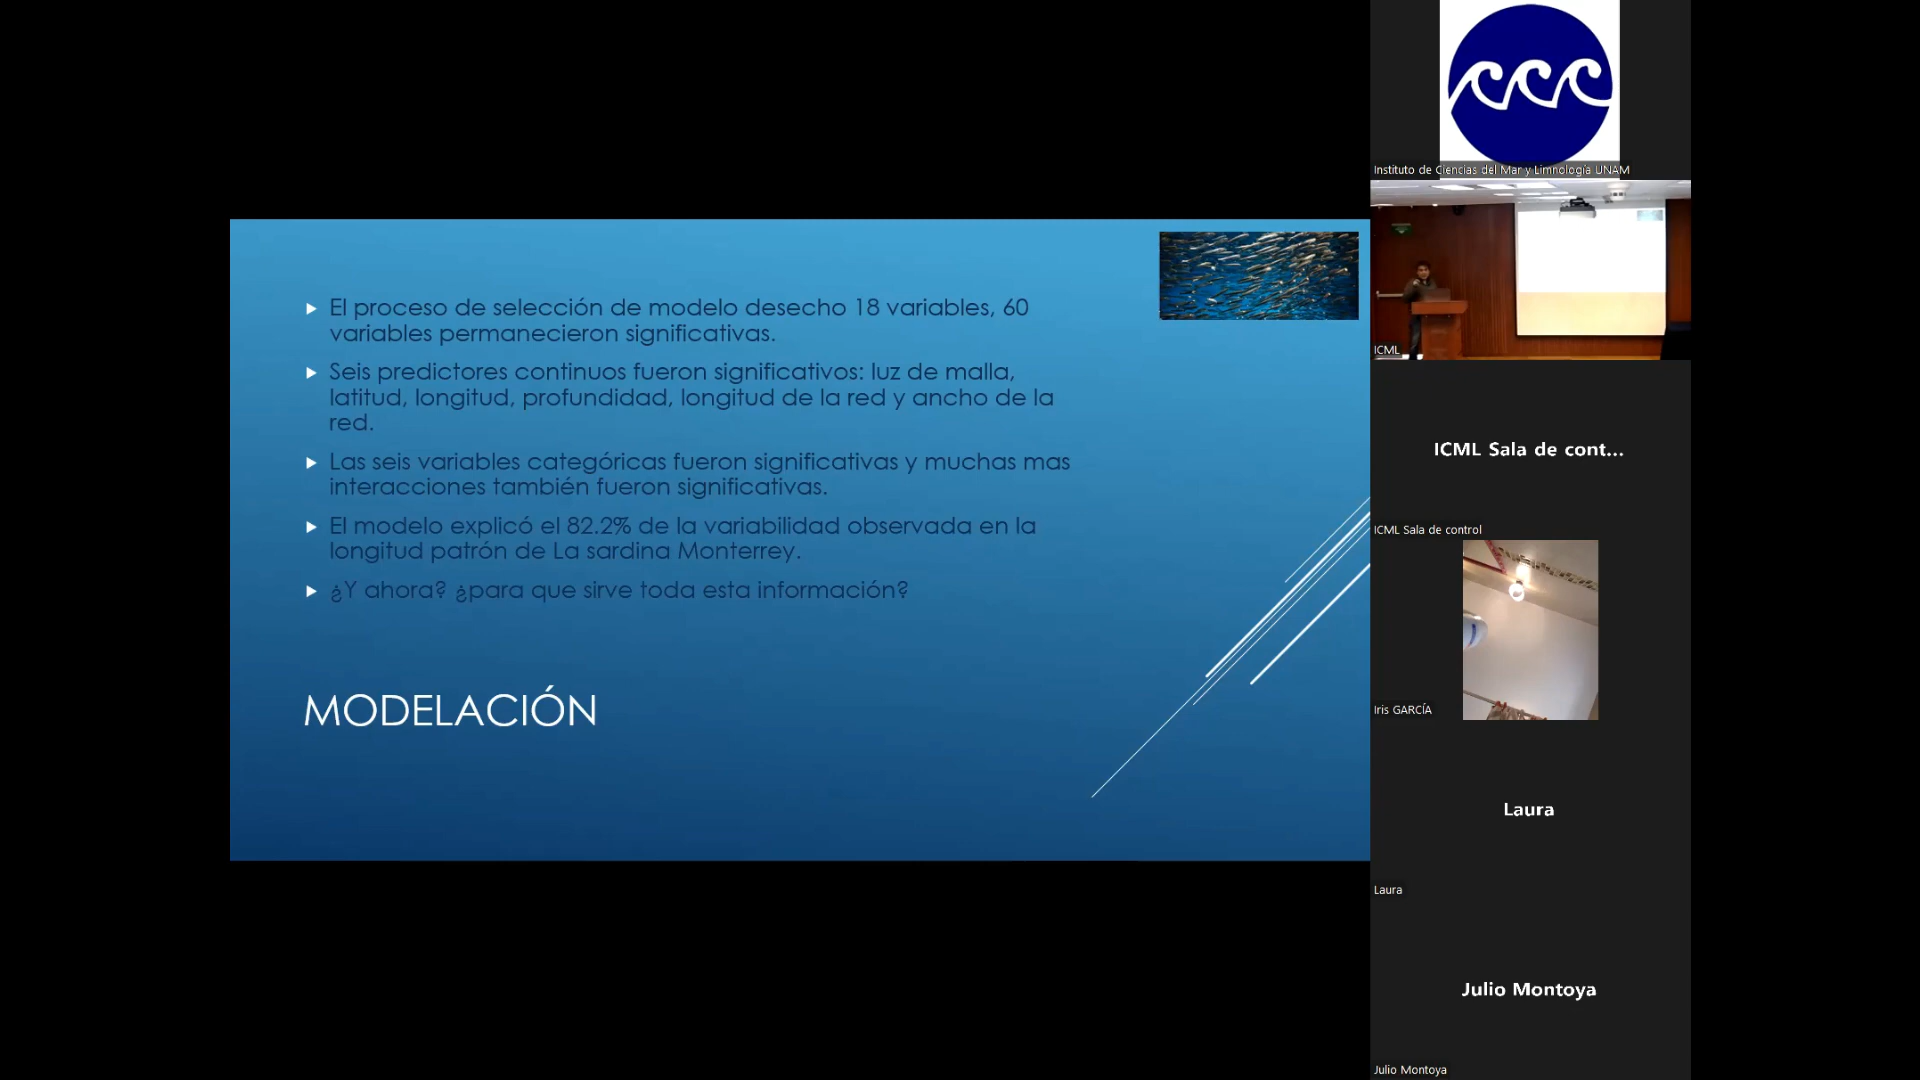 El proceso de selección de modelo desecho 18 variables, 60
variables permanecieron significativas.
Seis predictores continuos fueron significativos: luz de malla,
latitud, longitud, profundidad, longitud de la red y ancho de la
red.
Las seis variables categóricas fueron significativas y muchas mas
interacciones también fueron significativas.
El modelo explicó el 82.2% de la variabilidad observada en la
longitud patrón de La sardina Monterrey.
¿Y ahora? ¿para que sirve toda esta información?
MODELACIÓN
Instituto de Ciencias del Mar y Limnología UNAM
ICML
ICML Sala de cont...
ICML Sala de control
Iris GARCÍA
Laura
Laura
Julio Montoya
Julio Montoya